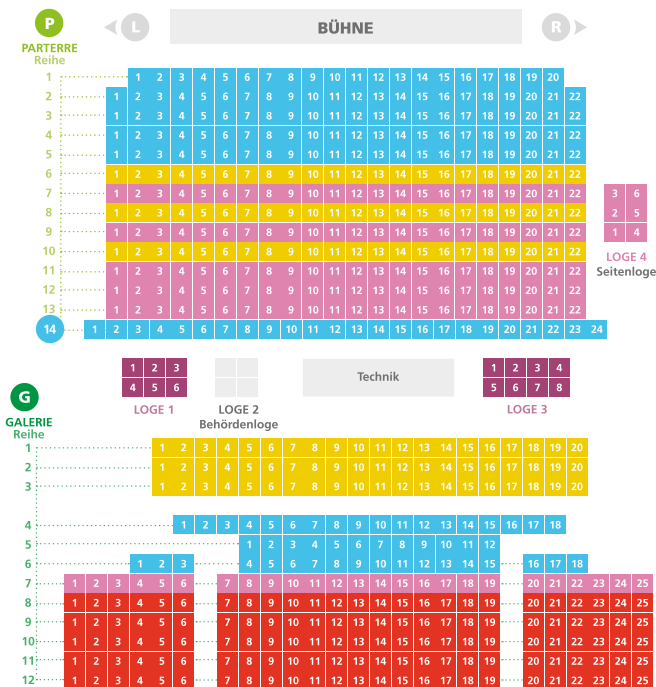 P L BÜHNE R
PARTERRE
Reihe
1 1 2 3 4 5 6 7 8 9 10 11 12 13 14 15 16 17 18 19 20
2 1 2 3 4 5 6 7 8 9 10 11 12 13 14 15 16 17 18 19 20 21 22
3 1 2 3 4 5 6 7 8 9 10 11 12 13 14 15 16 17 18 19 20 21 22
4 1 2 3 4 5 6 7 8 9 10 11 12 13 14 15 16 17 18 19 20 21 22
5 1 2 3 4 5 6 7 8 9 10 11 12 13 14 15 16 17 18 19 20 21 22
6 1 2 3 4 5 6 7 8 9 10 11 12 13 14 15 16 17 18 19 20 21 22
7 1 2 3 4 5 6 7 8 9 10 11 12 13 14 15 16 17 18 19 20 21 22 3 6
8 1 2 3 4 5 6 7 8 9 10 11 12 13 14 15 16 17 18 19 20 21 22 2 5
9 1 2 3 4 5 6 7 8 9 10 11 12 13 14 15 16 17 18 19 20 21 22 1 4
10 1 2 3 4 5 6 7 8 9 10 11 12 13 14 15 16 17 18 19 20 21 22 LOGE 4
11 1 2 3 4 5 6 7 8 9 10 11 12 13 14 15 16 17 18 19 20 21 22 Seitenloge
12 1 2 3 4 5 6 7 8 9 10 11 12 13 14 15 16 17 18 19 20 21 22
13 1 2 3 4 5 6 7 8 9 10 11 12 13 14 15 16 17 18 19 20 21 22
14 1 2 3 4 5 6 7 8 9 10 11 12 13 14 15 16 17 18 19 20 21 22 23 24
1 2 3 Technik 1 2 3 4
4 5 6 5 6 7 8
G LOGE 1 LOGE 2 LOGE 3
GALERIE Behördenloge
Reihe
1 1 2 3 4 5 6 7 8 9 10 11 12 13 14 15 16 17 18 19 20
2 1 2 3 4 5 6 7 8 9 10 11 12 13 14 15 16 17 18 19 20
3 1 2 3 4 5 6 7 8 9 10 11 12 13 14 15 16 17 18 19 20
4 1 2 3 4 5 6 7 8 9 10 11 12 13 14 15 16 17 18
5 1 2 3 4 5 6 7 8 9 10 11 12
6 1 2 3 4 5 6 7 8 9 10 11 12 13 14 15 16 17 18
7 1 2 3 4 5 6 7 8 9 10 11 12 13 14 15 16 17 18 19 20 21 22 23 24 25
8 1 2 3 4 5 6 7 8 9 10 11 12 13 14 15 16 17 18 19 20 21 22 23 24 25
9 1 2 3 4 5 6 7 8 9 10 11 12 13 14 15 16 17 18 19 20 21 22 23 24 25
10 1 2 3 4 5 6 7 8 9 10 11 12 13 14 15 16 17 18 19 20 21 22 23 24 25
11 1 2 3 4 5 6 7 8 9 10 11 12 13 14 15 16 17 18 19 20 21 22 23 24 25
12 1 2 3 4 5 6 7 8 9 10 11 12 13 14 15 16 17 18 19 20 21 22 23 24 25